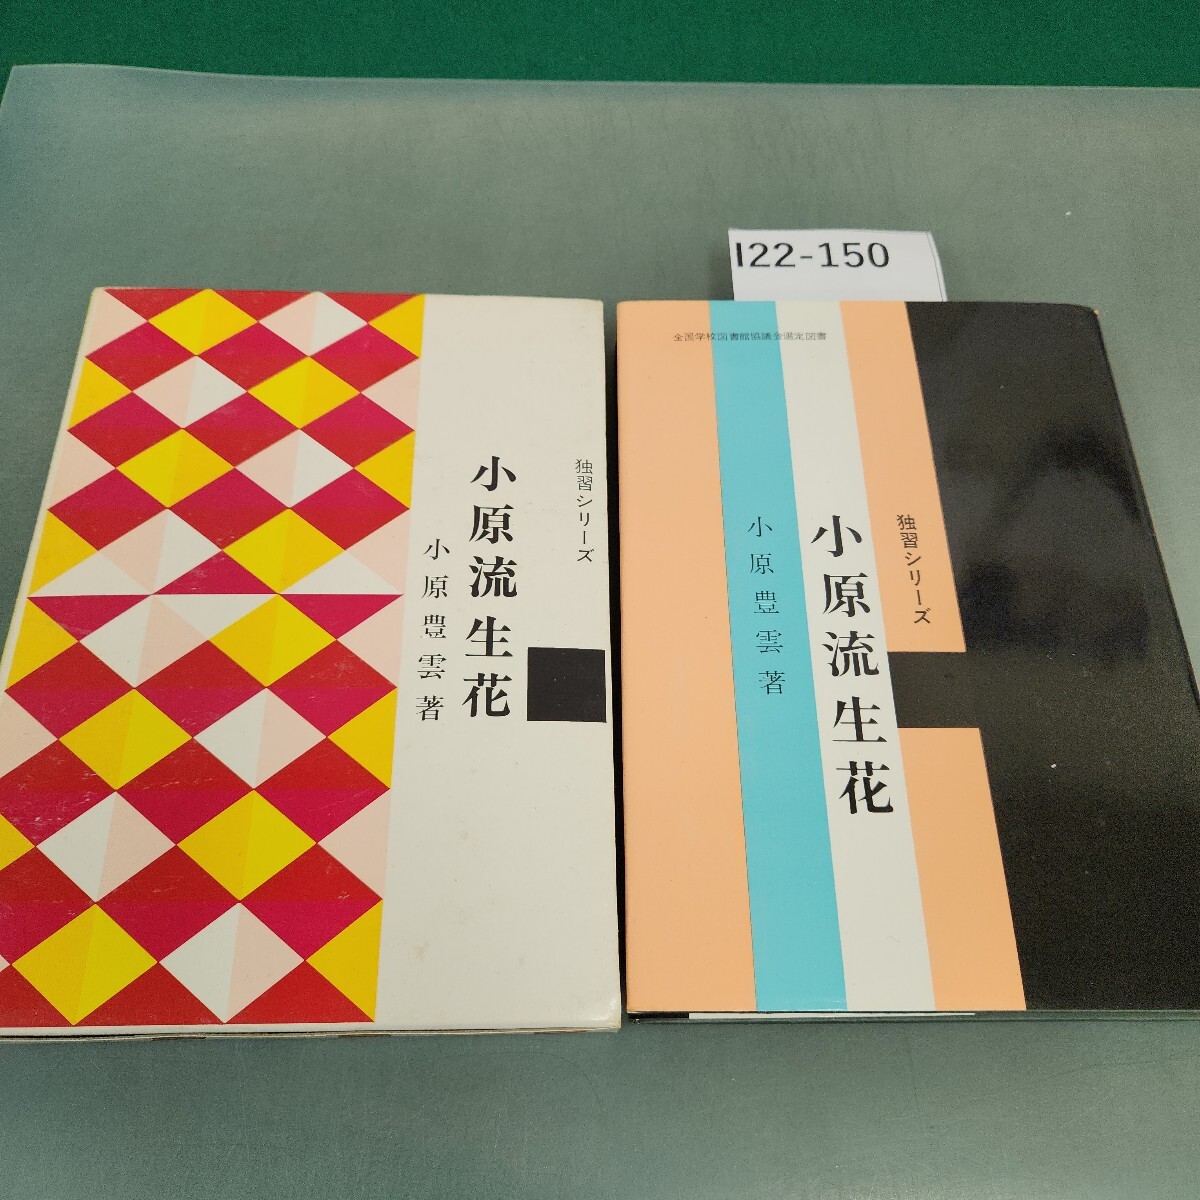 I22-150
独習シリーズ
小原流生花
小原豊雲著
全国学校図書館協議会選定図書
独習シリーズ
小原流生花
小原豊雲著